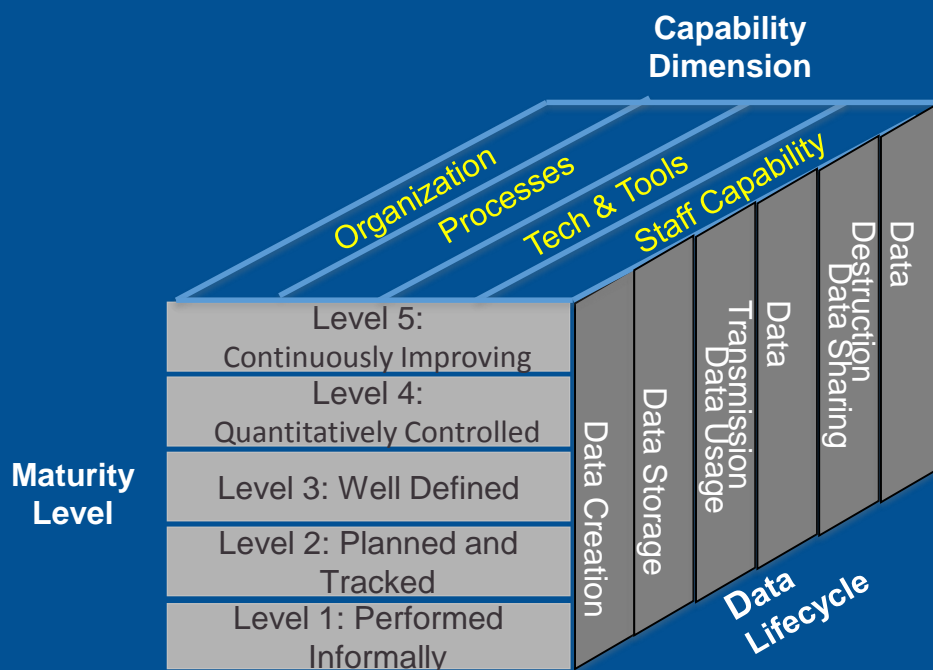 Capability
Dimension
Organization
Processes
Tech & Tools
Staff Capability
Level 5:
Continuously Improving
Level 4:
Quantitatively Controlled
Level 3: Well Defined
Level 2: Planned and
Tracked
Level 1: Performed
Informally
Maturity
Level
Data Creation
Data Storage
Data
Transmission
Data Usage
Data
Destruction
Data Sharing
Data
Lifecycle